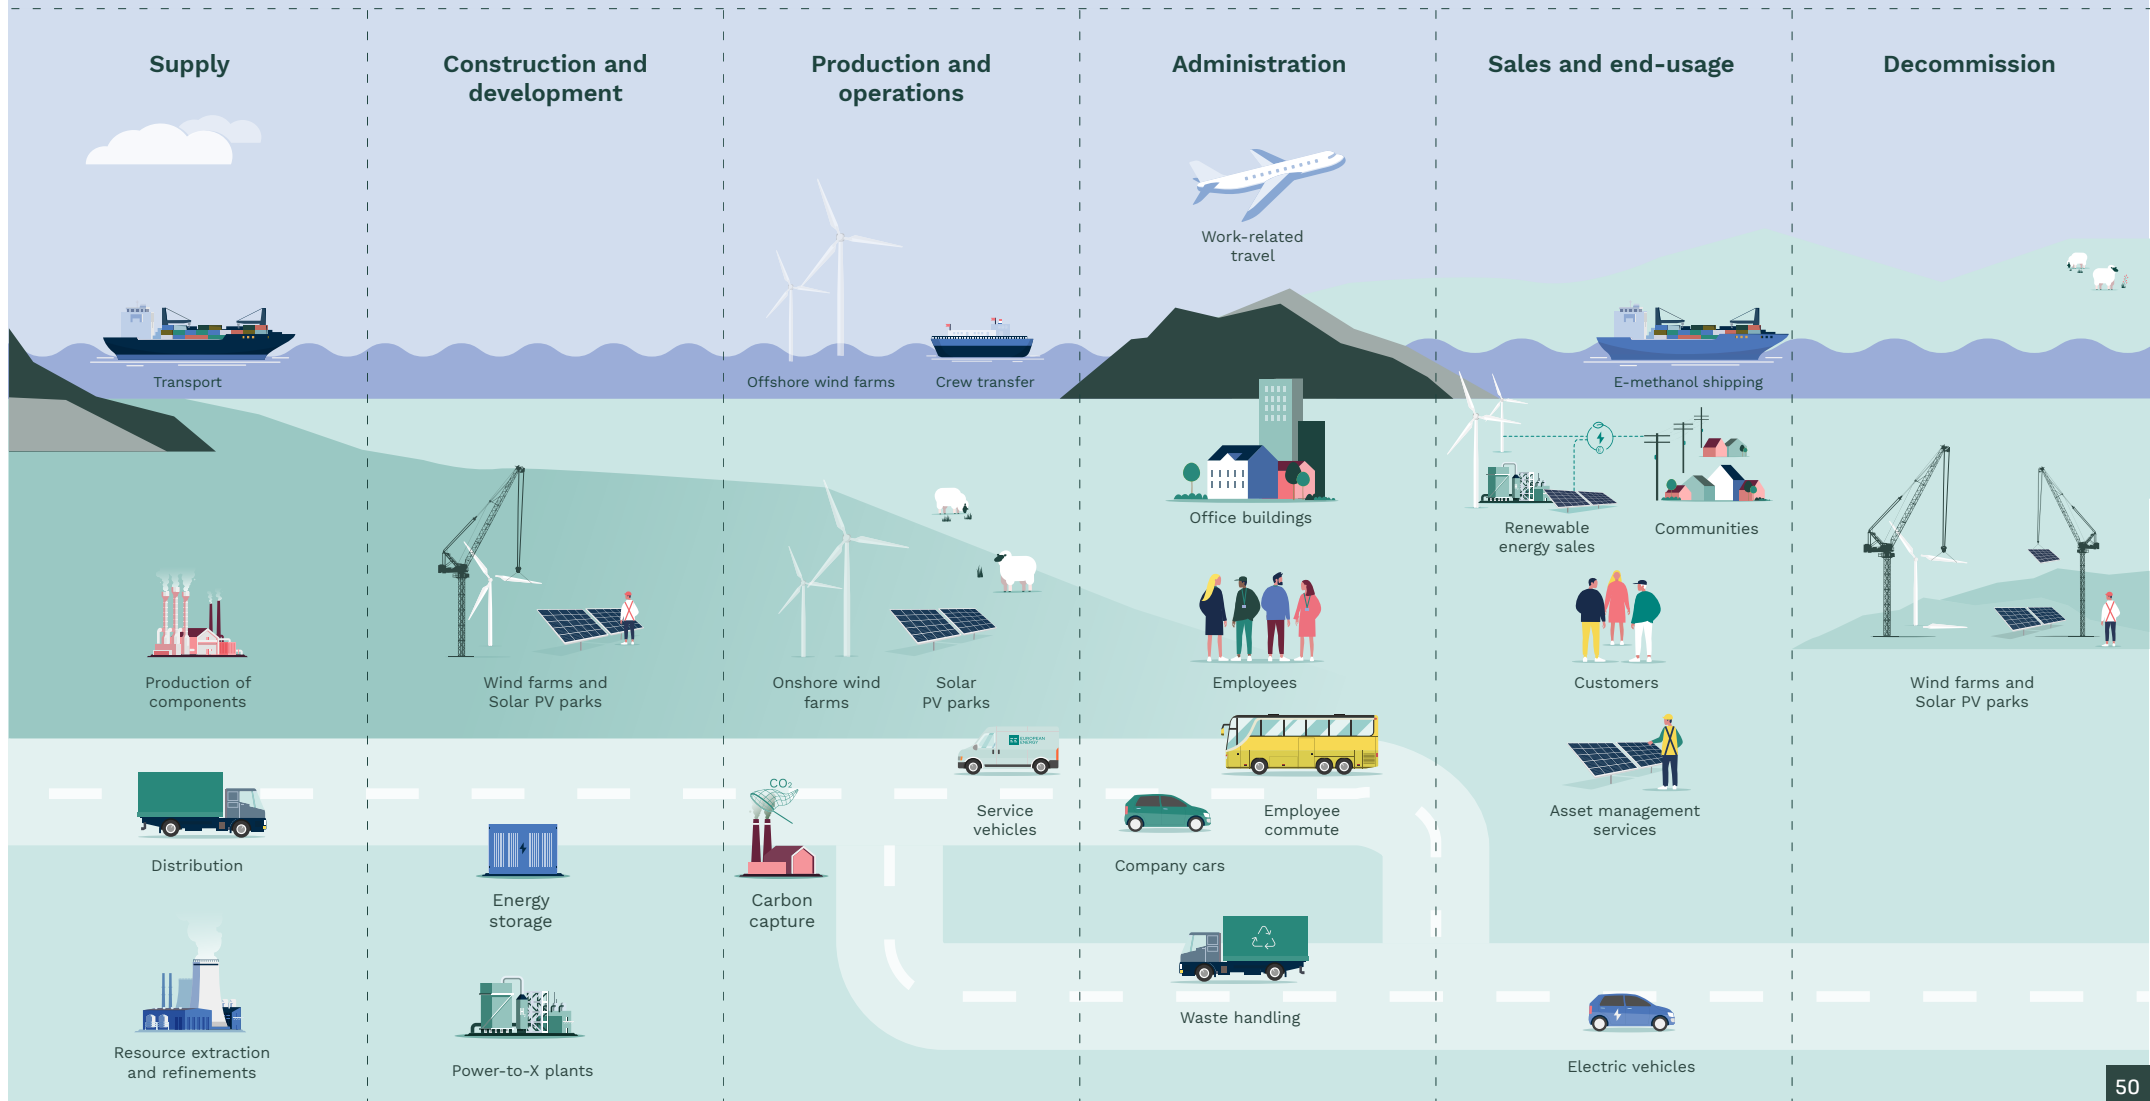 Supply
Transport
Production of
components
Distribution
Resource extraction
and refinements
Construction and
development
Wind farms and
Solar PV parks
Energy
storage
Power-to-X plants
Production and
operations
Offshore wind farms
Crew transfer
Onshore wind
farms
Solar
PV parks
EUROPEAN
ENERGY
Service
vehicles
CO₂
Carbon
capture
Administration
Work-related
travel
Office buildings
Employees
Employee
commute
Company cars
Waste handling
Sales and end-usage
E-methanol shipping
Renewable
energy sales
Communities
Customers
Asset management
services
Electric vehicles
Decommission
Wind farms and
Solar PV parks
50